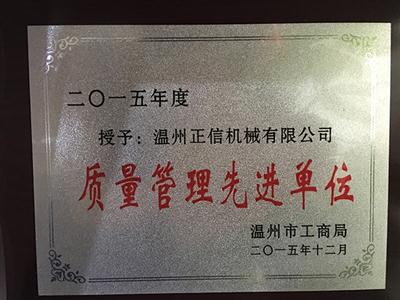 二〇一五年度
授予：温州正信机械有限公司
质量管理先进单位
温州市工商局
二〇一五年十二月